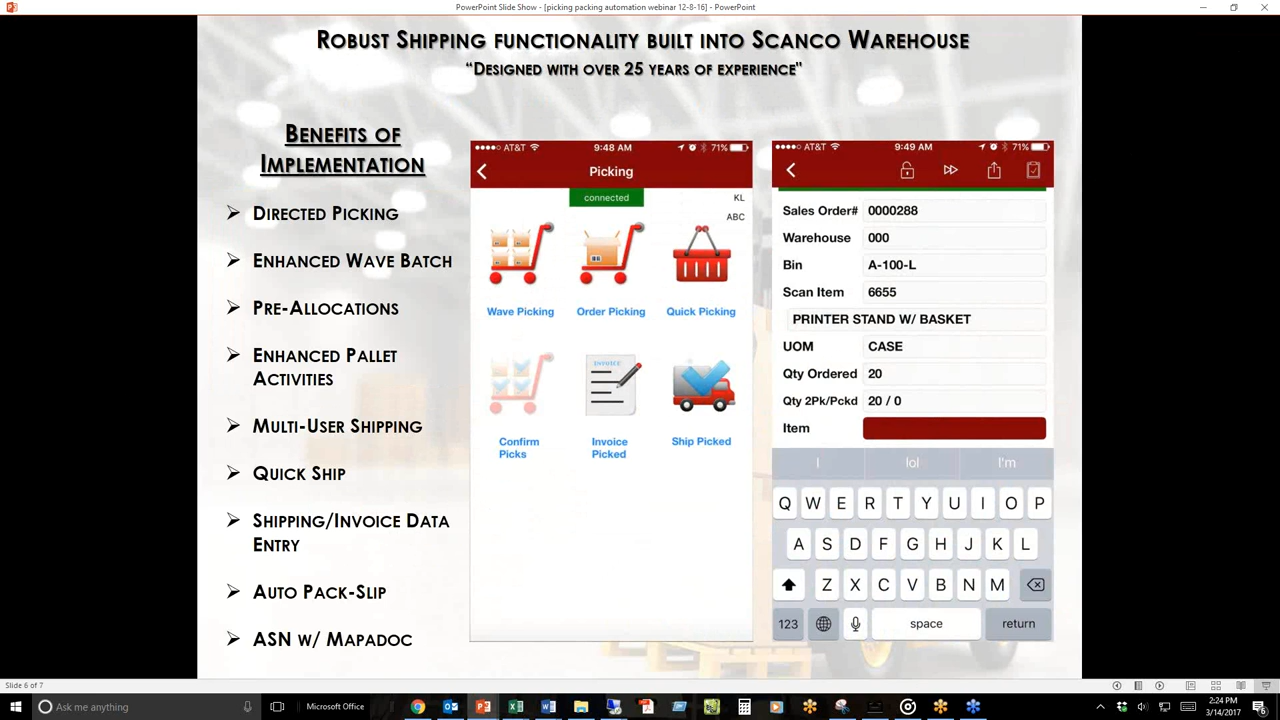 PowerPoint Slide Show - [picking packing automation webinar 12-8-16] - PowerPoint
ROBUST SHIPPING FUNCTIONALITY BUILT INTO SCANCO WAREHOUSE
“DESIGNED WITH OVER 25 YEARS OF EXPERIENCE"
BENEFITS OF
IMPLEMENTATION
DIRECTED PICKING
ENHANCED WAVE BATCH
PRE-ALLOCATIONS
ENHANCED PALLET
ACTIVITIES
MULTI-USER SHIPPING
QUICK SHIP
SHIPPING/INVOICE DATA
ENTRY
AUTO PACK-SLIP
ASN W/ MAPADOC
AT&T 9:48 AM 71%
Picking
connected
KL
ABC
Wave Picking Order Picking Quick Picking
INVOICE
Confirm
Picks
Invoice
Picked
Ship Picked
AT&T 9:49 AM 71%
Sales Order# 0000288
Warehouse 000
Bin A-100-L
Scan Item 6655
PRINTER STAND W/ BASKET
UOM CASE
Qty Ordered 20
Qty 2Pk/Pckd 20 / 0
Item
I lol I'm
Q W E R T Y U I O P
A S D F G H J K L
Z X C V B N M
123 space return
Slide 6 of 7
Ask me anything
Microsoft Office
2:24 PM
3/14/2017
6